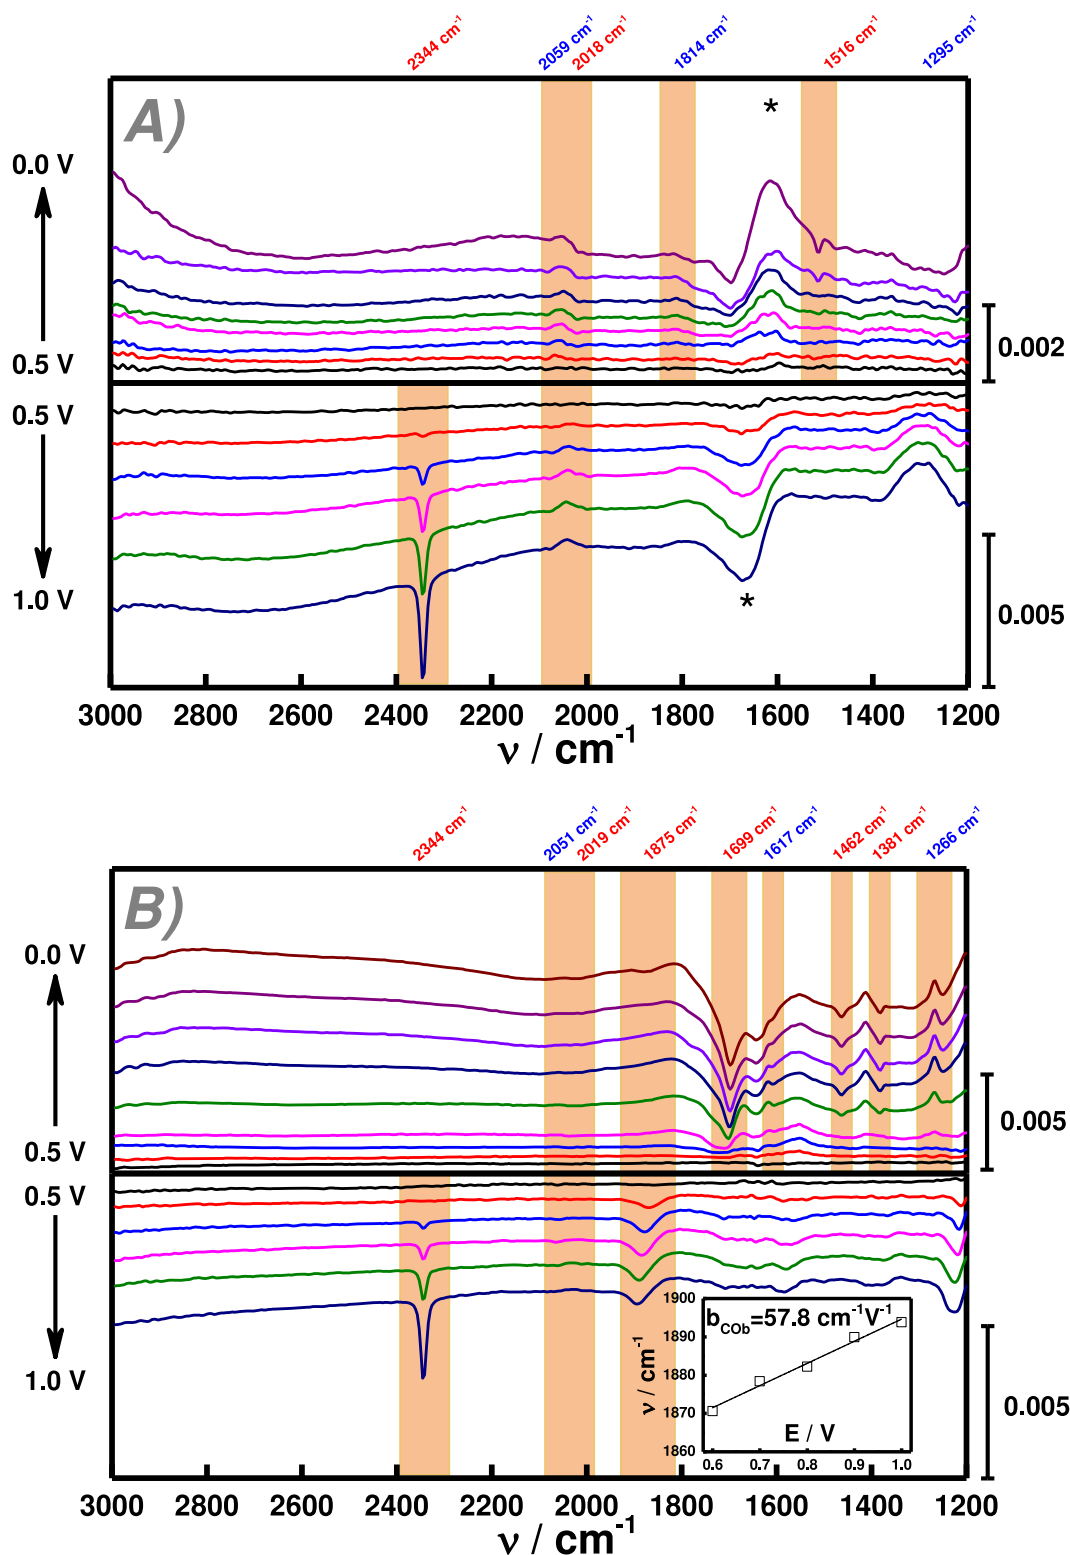 2344 cm⁻¹ 2059 cm⁻¹ 2018 cm⁻¹ 1814 cm⁻¹ 1516 cm⁻¹ 1295 cm⁻¹
A)
*
0.0 V
0.002
0.5 V
0.5 V
1.0 V
*
0.005
3000 2800 2600 2400 2200 2000 1800 1600 1400 1200
ν / cm⁻¹
2344 cm⁻¹ 2051 cm⁻¹ 2019 cm⁻¹ 1875 cm⁻¹ 1699 cm⁻¹ 1617 cm⁻¹ 1462 cm⁻¹ 1381 cm⁻¹ 1266 cm⁻¹
B)
0.0 V
0.005
0.5 V
0.5 V
1.0 V
0.005
1900
1890
1880
1870
1860
ν / cm⁻¹
b_COb=57.8 cm⁻¹V⁻¹
E / V
0.6 0.7 0.8 0.9 1.0
3000 2800 2600 2400 2200 2000 1800 1600 1400 1200
ν / cm⁻¹